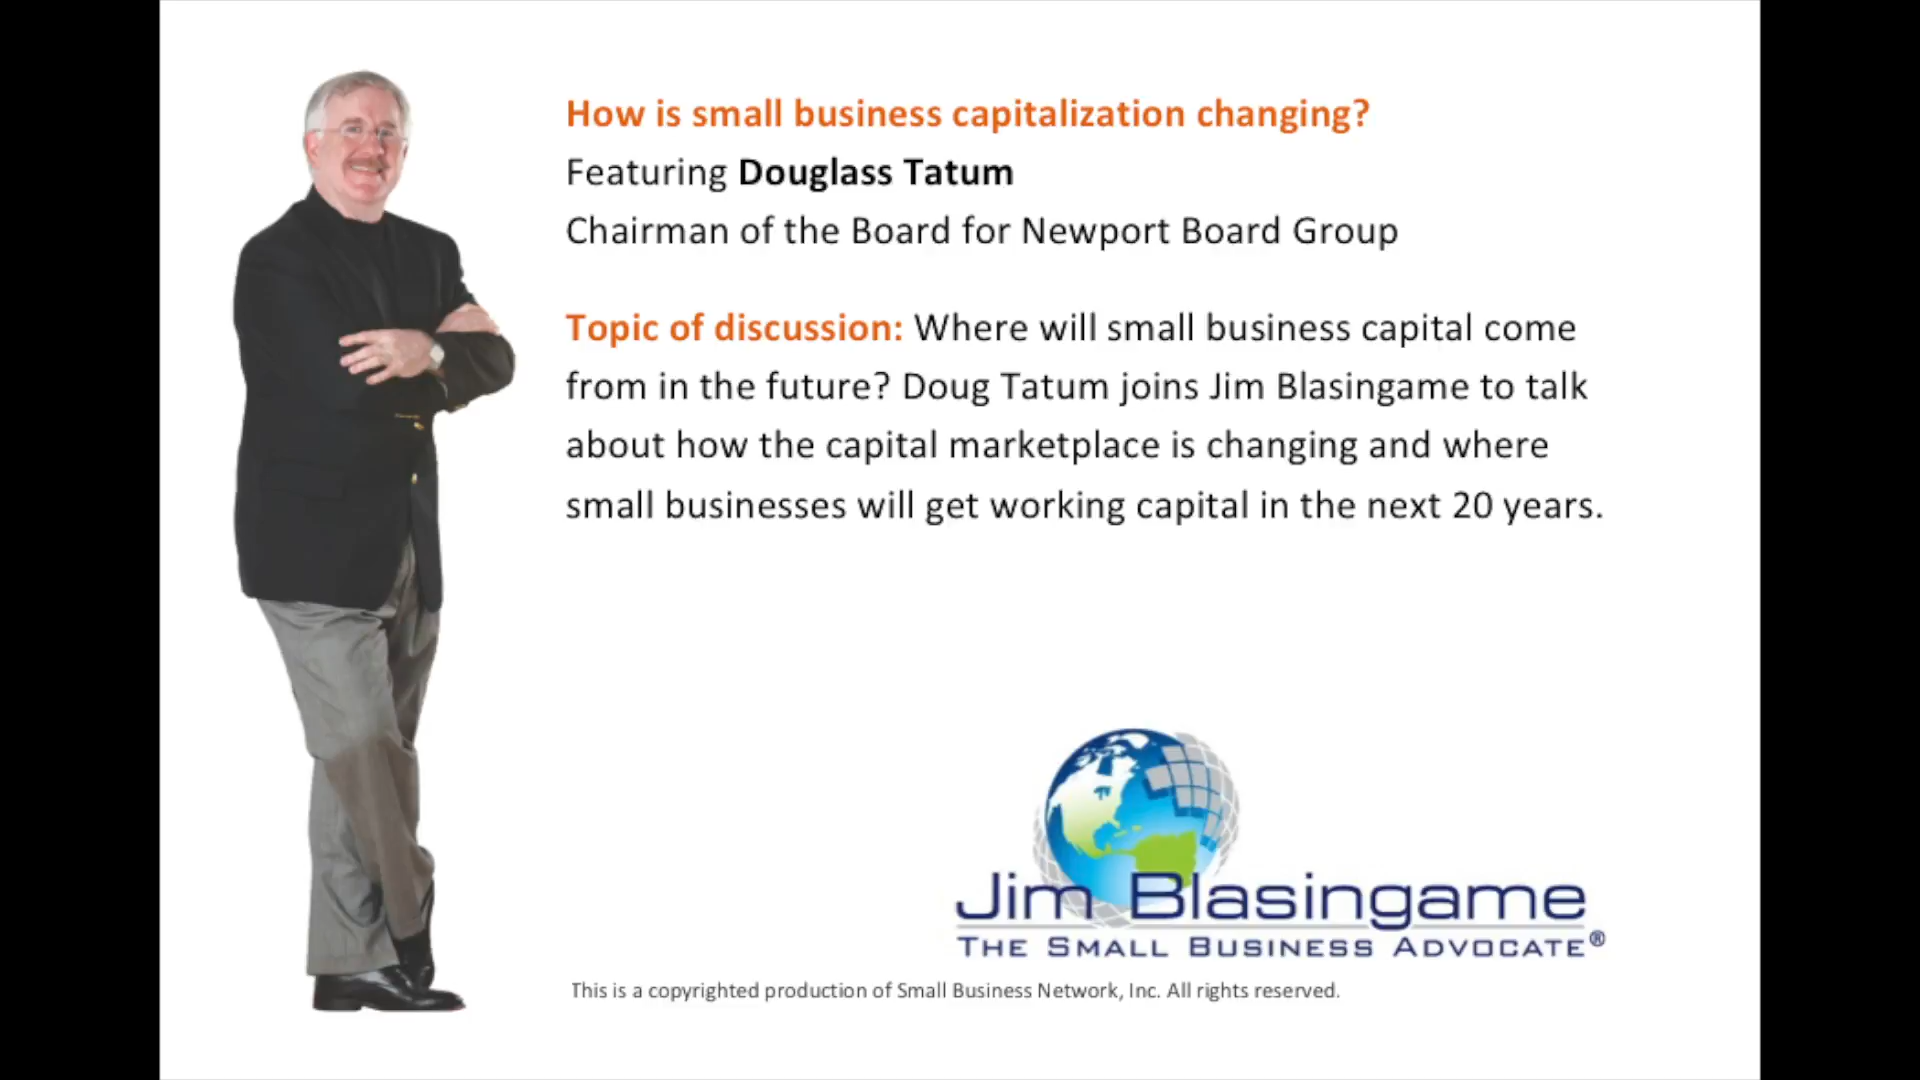 How is small business capitalization changing?
Featuring Douglass Tatum
Chairman of the Board for Newport Board Group
Topic of discussion: Where will small business capital come
from in the future? Doug Tatum joins Jim Blasingame to talk
about how the capital marketplace is changing and where
small businesses will get working capital in the next 20 years.
Jim Blasingame
THE SMALL BUSINESS ADVOCATE®
This is a copyrighted production of Small Business Network, Inc. All rights reserved.